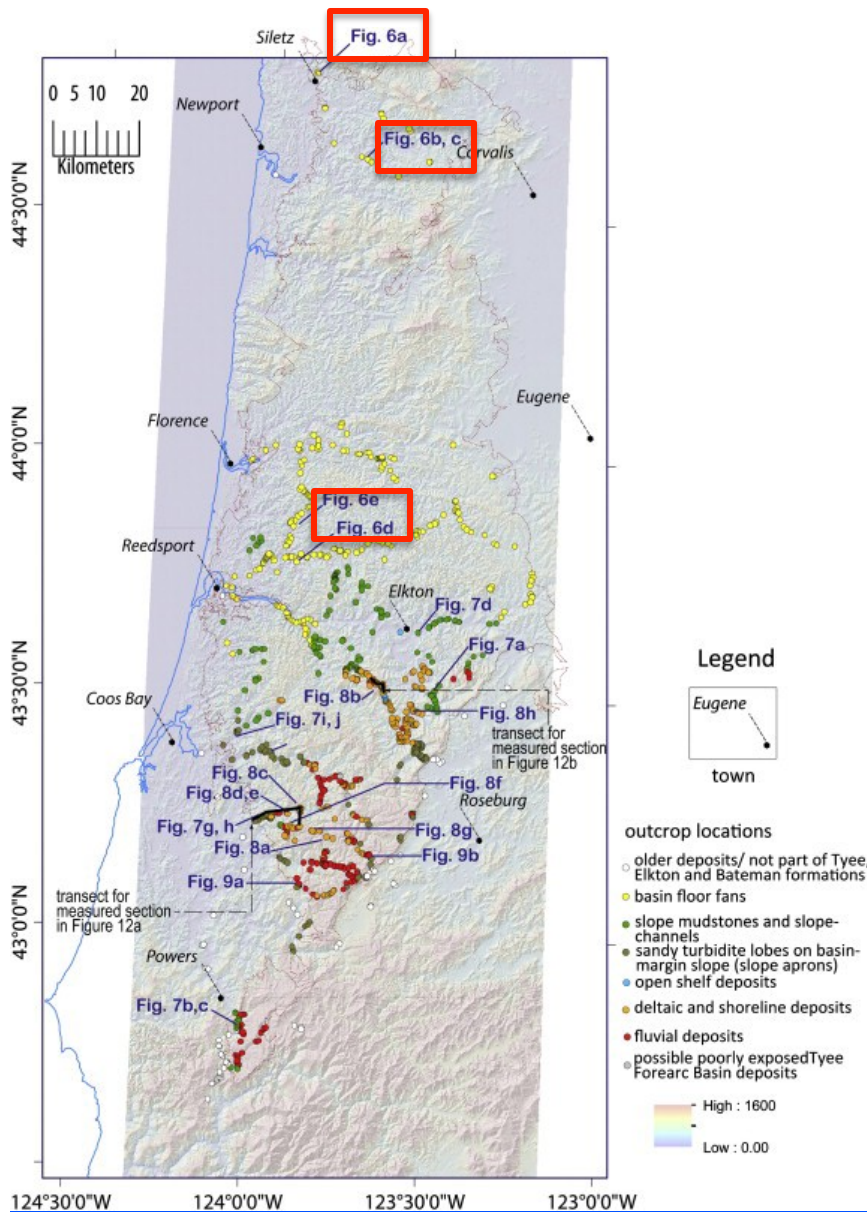 Siletz
Fig. 6a
0 5 10 20
Kilometers
Newport
Fig. 6b, c
Corvalis
44°30'0"N
Eugene
Florence
44°0'0"N
Fig. 6e
Fig. 6d
Reedsport
Elkton
Fig. 7d
Fig. 7a
43°30'0"N
Fig. 8b
Coos Bay
Fig. 7i, j
Fig. 8h
transect for
measured section
in Figure 12b
Fig. 8c
Fig. 8d,e
Fig. 8f
Roseburg
Fig. 7g, h
Fig. 8g
Fig. 8a
Fig. 9b
Fig. 9a
transect for
measured section
in Figure 12a
43°0'0"N
Powers
Fig. 7b,c
124°30'0"W
124°0'0"W
123°30'0"W
123°0'0"W
Legend
Eugene
town
outcrop locations
older deposits/ not part of Tyee,
Elkton and Bateman formations
basin floor fans
slope mudstones and slope-
channels
sandy turbidite lobes on basin-
margin slope (slope aprons)
open shelf deposits
deltaic and shoreline deposits
fluvial deposits
possible poorly exposedTyee
Forearc Basin deposits
High : 1600
Low : 0.00